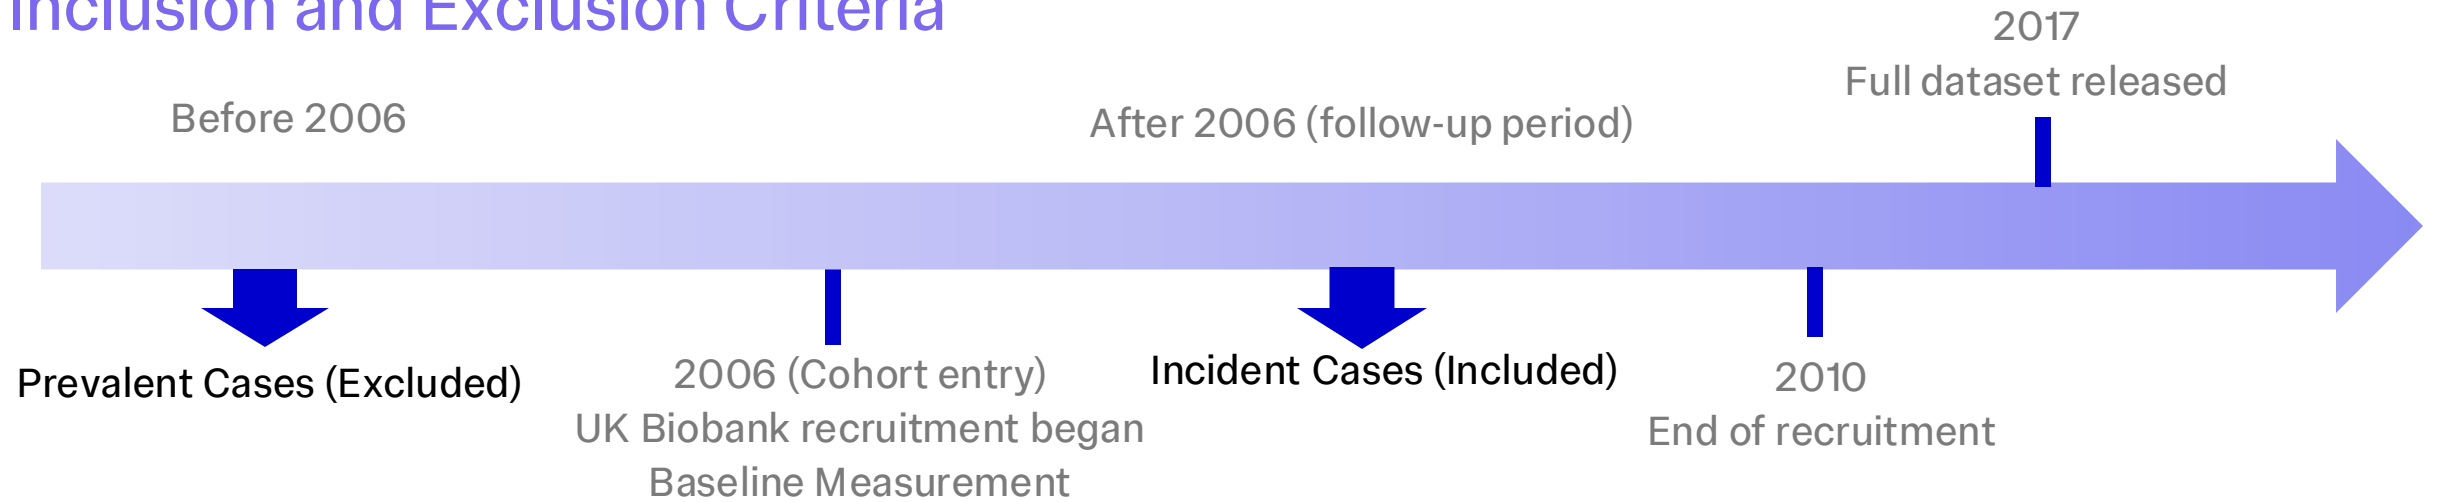 Inclusion and Exclusion Criteria
2017
Full dataset released
Before 2006
After 2006 (follow-up period)
Prevalent Cases (Excluded)
2006 (Cohort entry)
UK Biobank recruitment began
Baseline Measurement
Incident Cases (Included)
2010
End of recruitment